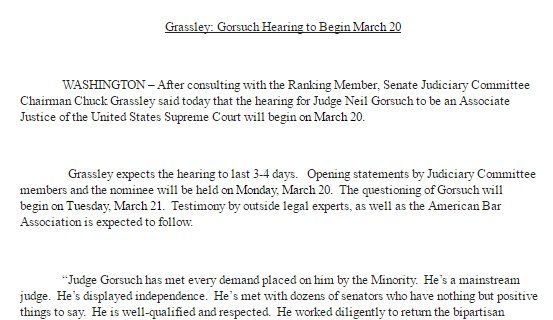 Grassley: Gorsuch Hearing to Begin March 20
WASHINGTON – After consulting with the Ranking Member, Senate Judiciary Committee
Chairman Chuck Grassley said today that the hearing for Judge Neil Gorsuch to be an Associate
Justice of the United States Supreme Court will begin on March 20.
Grassley expects the hearing to last 3-4 days.   Opening statements by Judiciary Committee
members and the nominee will be held on Monday, March 20.  The questioning of Gorsuch will
begin on Tuesday, March 21.  Testimony by outside legal experts, as well as the American Bar
Association is expected to follow.
“Judge Gorsuch has met every demand placed on him by the Minority.  He’s a mainstream
judge.  He’s displayed independence.  He’s met with dozens of senators who have nothing but positive
things to say.  He is well-qualified and respected.  He worked diligently to return the bipartisan